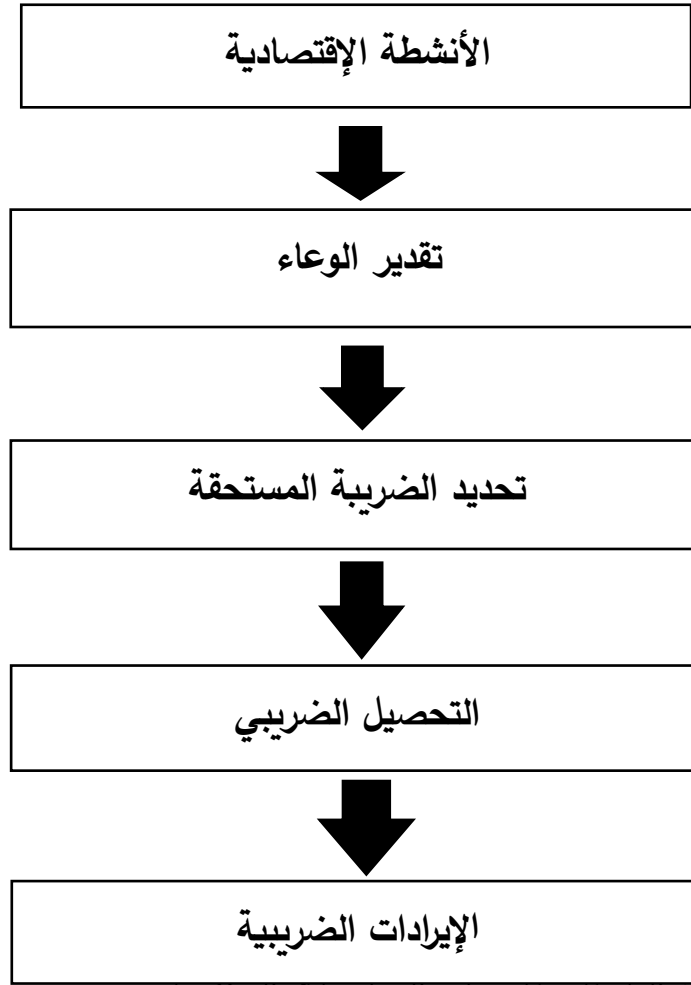 الأنشطة الإقتصادية
تقدير الوعاء
تحديد الضريبة المستحقة
التحصيل الضريبي
الإيرادات الضريبية